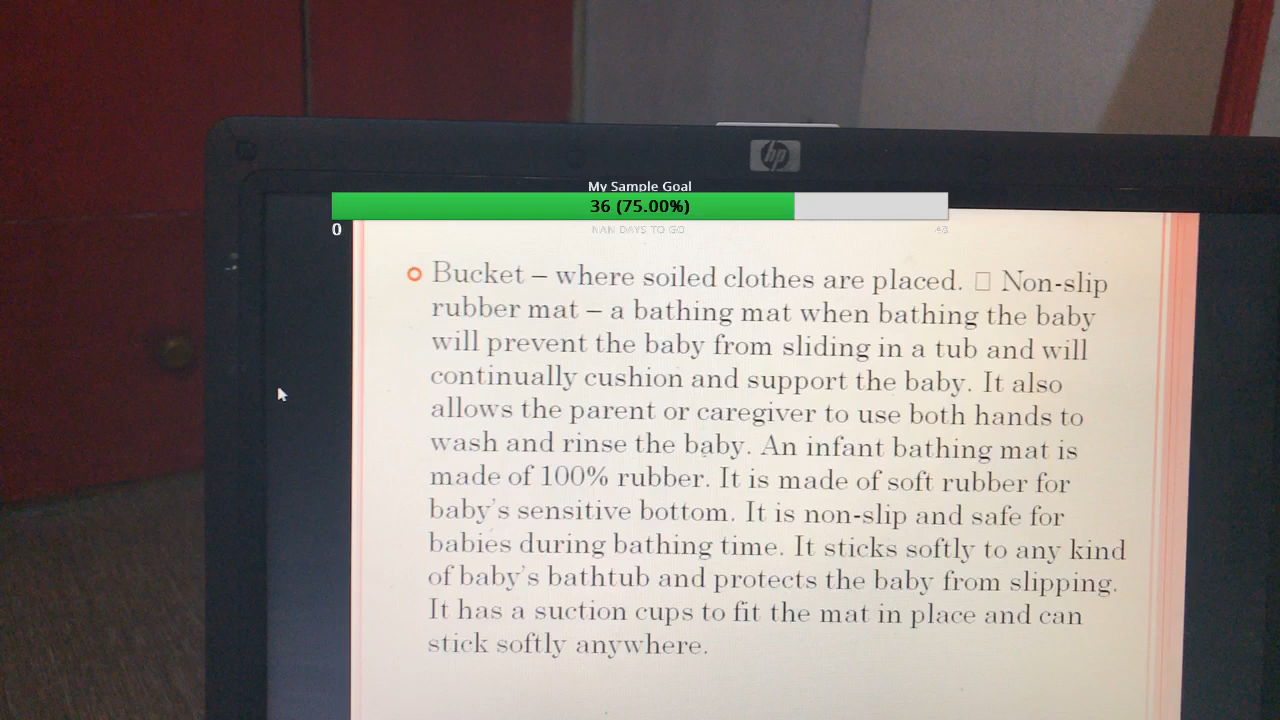 hp
My Sample Goal
36 (75.00%)
0
NAN DAYS TO GO
48
Bucket – where soiled clothes are placed. □ Non-slip
rubber mat – a bathing mat when bathing the baby
will prevent the baby from sliding in a tub and will
continually cushion and support the baby. It also
allows the parent or caregiver to use both hands to
wash and rinse the baby. An infant bathing mat is
made of 100% rubber. It is made of soft rubber for
baby's sensitive bottom. It is non-slip and safe for
babies during bathing time. It sticks softly to any kind
of baby's bathtub and protects the baby from slipping.
It has a suction cups to fit the mat in place and can
stick softly anywhere.